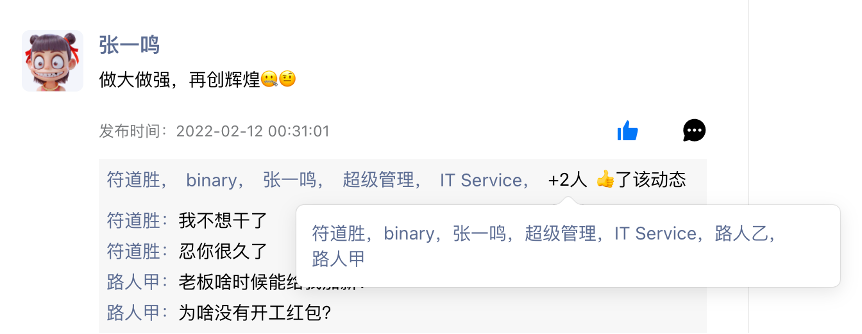 张一鸣
做大做强，再创辉煌🤐🤨
发布时间：2022-02-12 00:31:01
符道胜， binary， 张一鸣， 超级管理， IT Service， +2人 👍了该动态
符道胜：我不想干了
符道胜，binary，张一鸣，超级管理，IT Service，路人乙，
路人甲
符道胜：忍你很久了
路人甲：老板啥时候能给
路人甲：为啥没有开工红包?